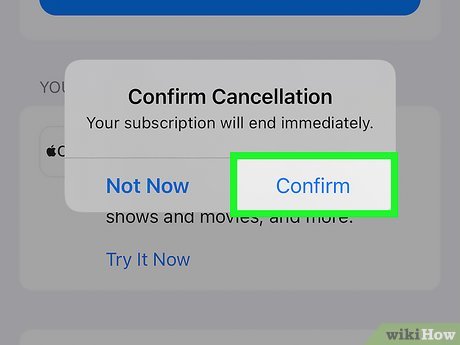 YOU
Confirm Cancellation
Your subscription will end immediately.
Not Now
Confirm
shows and movies, and more.
Try It Now
wikiHow